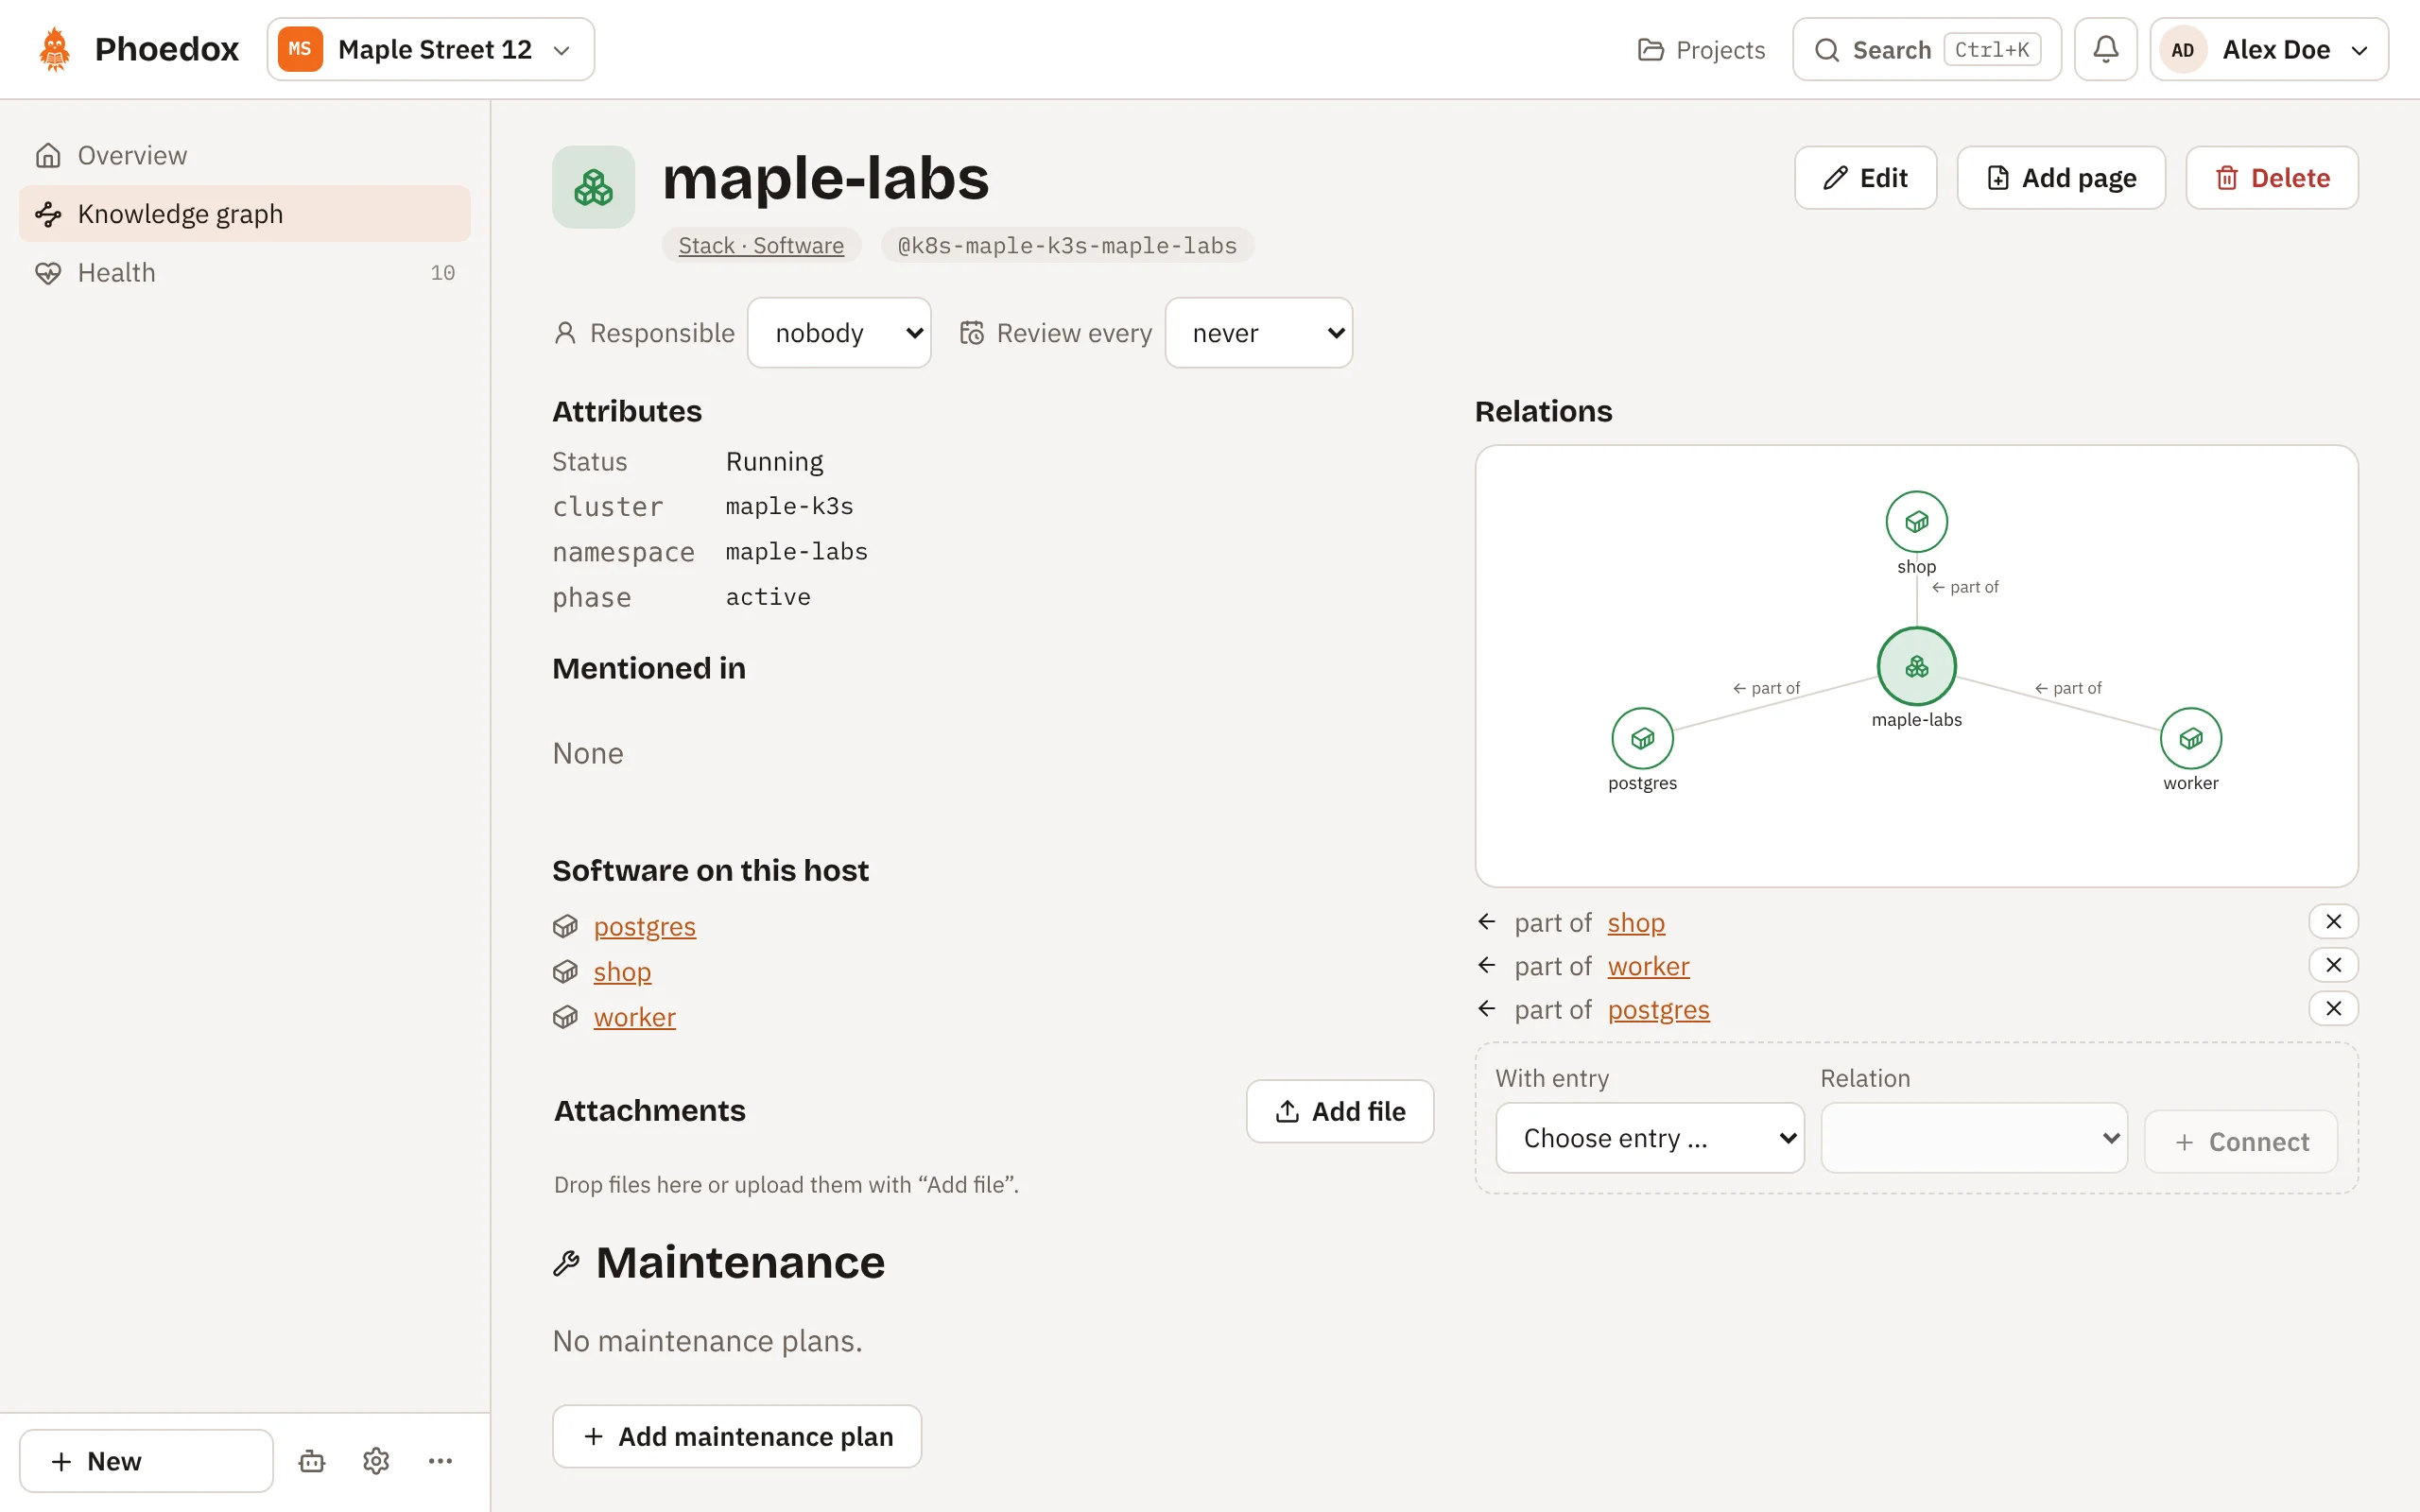 Phoedox
MS Maple Street 12
Projects
Search Ctrl+K
AD Alex Doe
Overview
Knowledge graph
Health 10
maple-labs
Edit
Add page
Delete
Stack · Software @k8s-maple-k3s-maple-labs
Responsible nobody Review every never
Attributes
Status Running
cluster maple-k3s
namespace maple-labs
phase active
Mentioned in
None
Software on this host
postgres
shop
worker
Attachments
Add file
Drop files here or upload them with “Add file”.
Maintenance
No maintenance plans.
+ Add maintenance plan
Relations
shop
← part of
← part of
← part of
maple-labs
postgres
worker
← part of shop
← part of worker
← part of postgres
With entry Relation
Choose entry ...
+ Connect
+ New